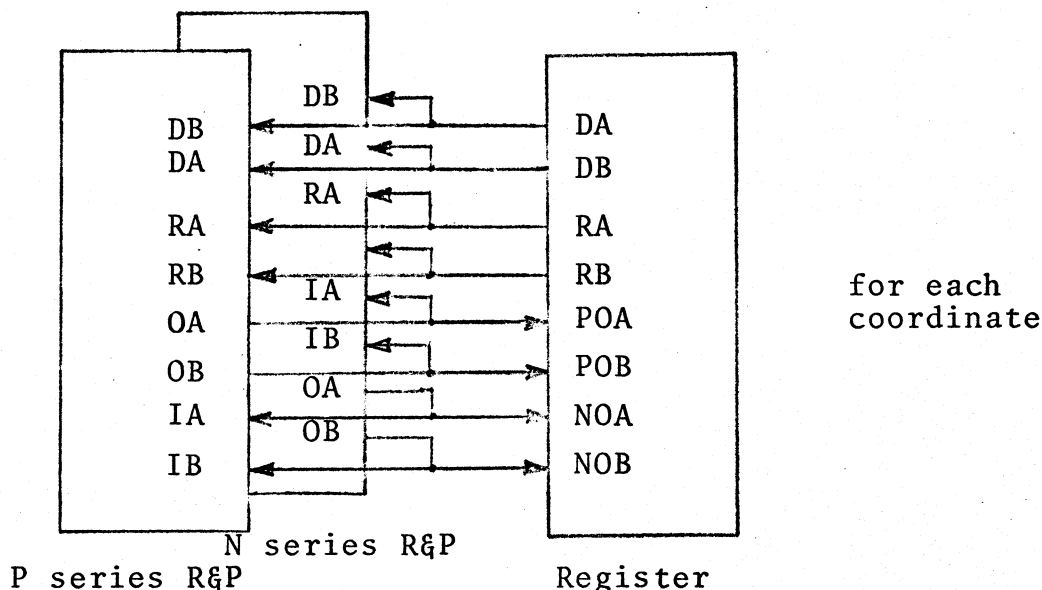 DB
DB
DA
DA
DA
DB
RA
RA
RA
RB
RB
IA
OA
POA
IB
OB
POB
OA
IA
NOA
OB
IB
NOB
for each
coordinate
N series R&P
P series R&P
Register